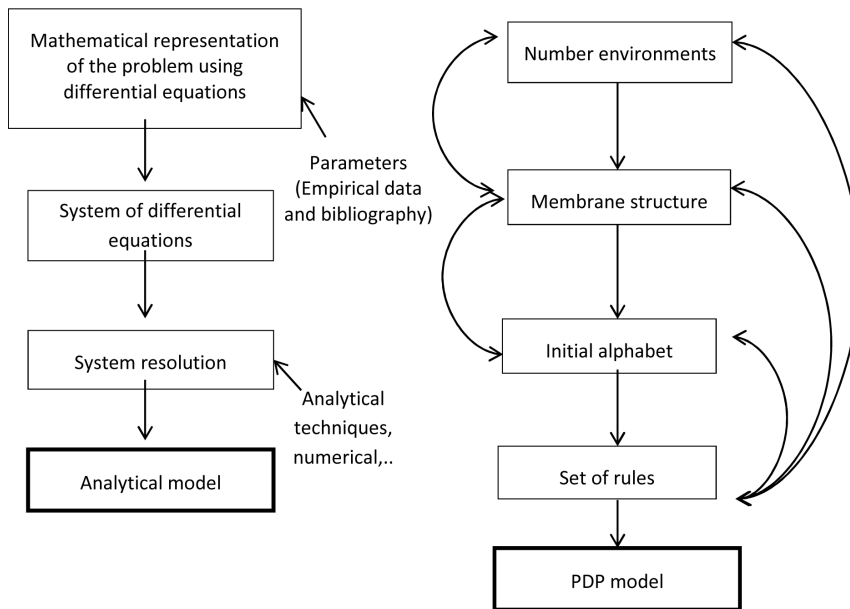 Mathematical representation
of the problem using
differential equations
Parameters
(Empirical data
and bibliography)
System of differential
equations
System resolution
Analytical
techniques,
numerical,..
Analytical model
Number environments
Membrane structure
Initial alphabet
Set of rules
PDP model